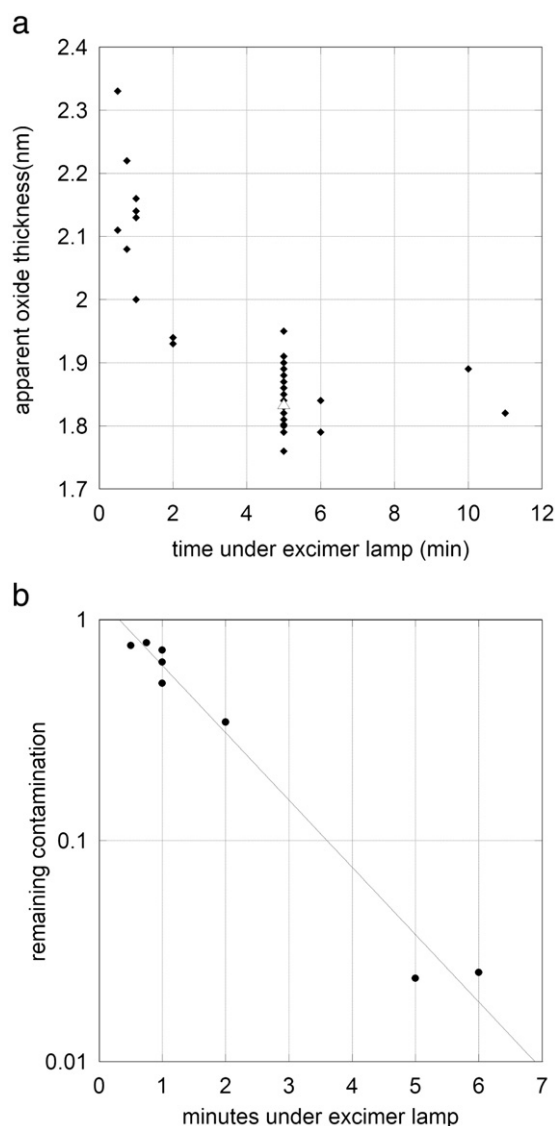 a
2.4
2.3
2.2
2.1
2
1.9
1.8
1.7
apparent oxide thickness(nm)
0 2 4 6 8 10 12
time under excimer lamp (min)
b
1
0.1
0.01
remaining contamination
0 1 2 3 4 5 6 7
minutes under excimer lamp